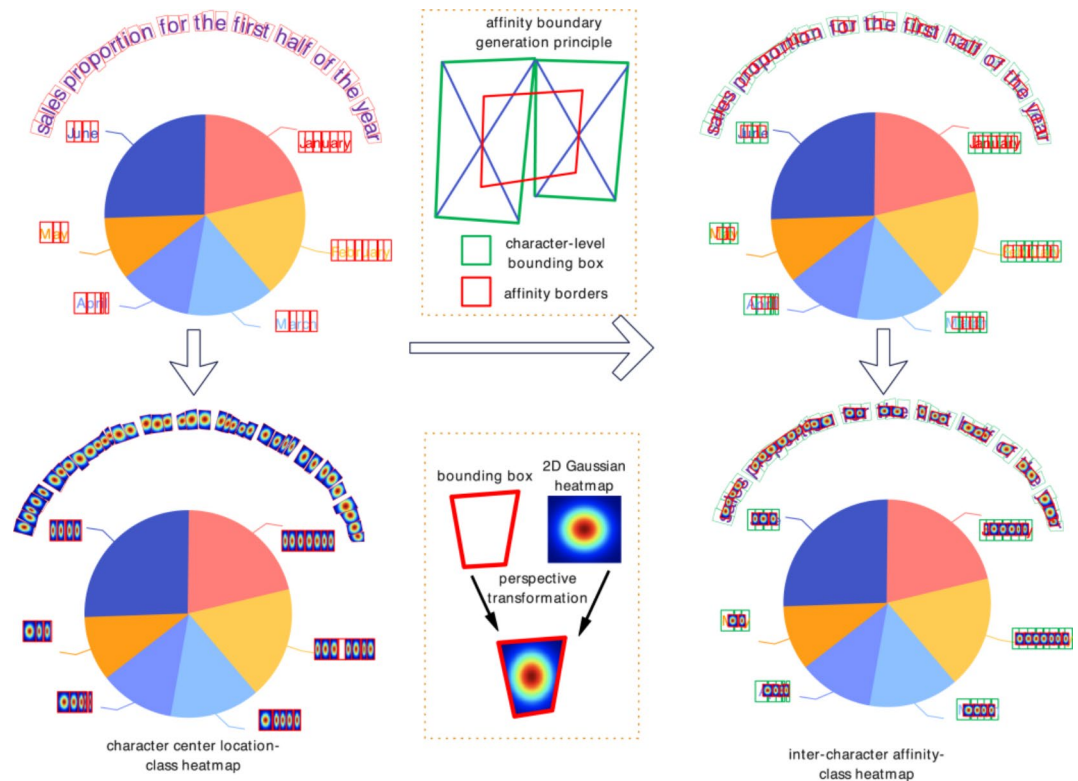 sales proportion for the first half of the year
June
January
May
February
April
March
affinity boundary
generation principle
character-level
bounding box
affinity borders
sales proportion for the first half of the year
June
January
April
bounding box
2D Gaussian
heatmap
perspective
transformation
character center location-
class heatmap
inter-character affinity-
class heatmap